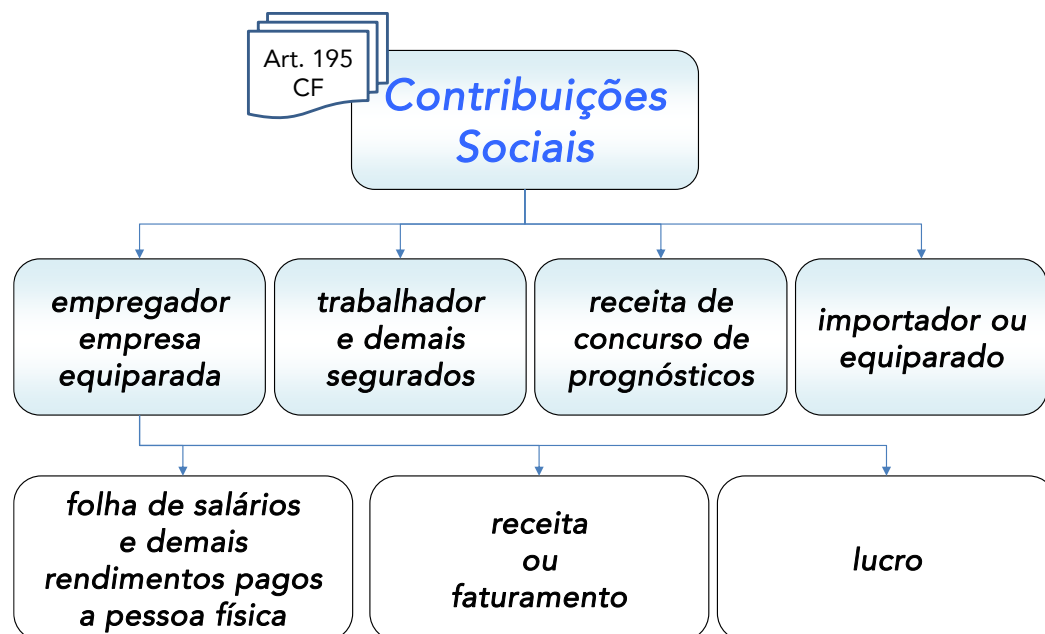 Art. 195
CF
Contribuições
Sociais
empregador
empresa
equiparada
trabalhador
e demais
segurados
receita de
concurso de
prognósticos
importador ou
equiparado
folha de salários
e demais
rendimentos pagos
a pessoa física
receita
ou
faturamento
lucro